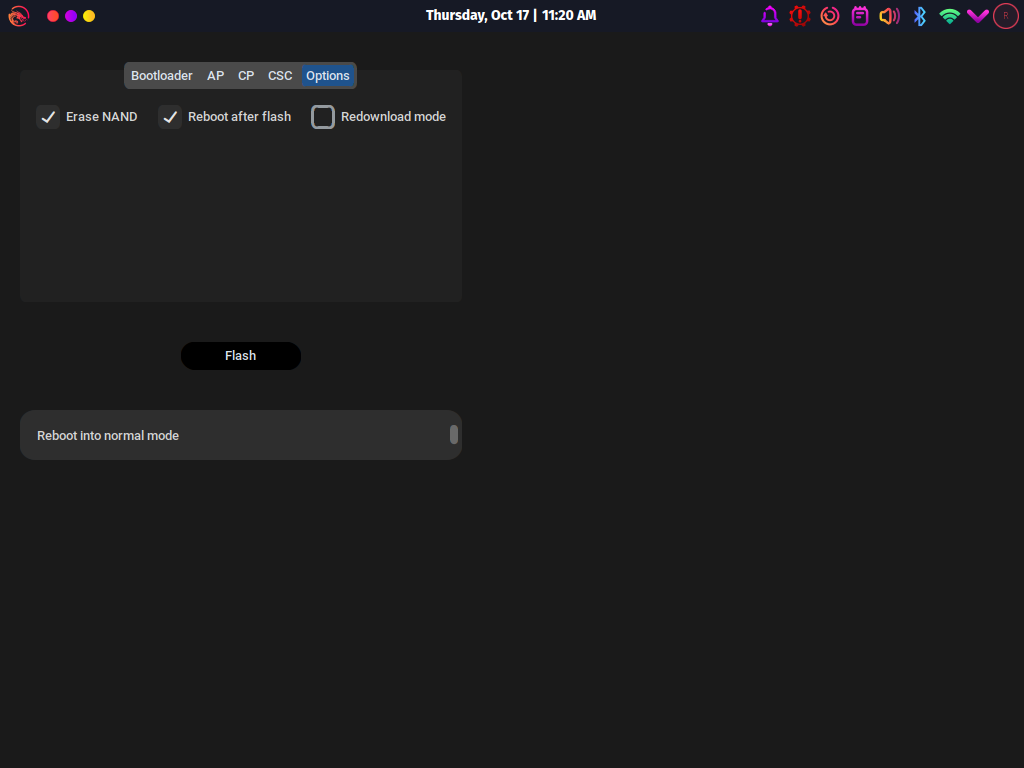 Thursday, Oct 17 | 11:20 AM
R
Bootloader AP CP CSC Options
Erase NAND Reboot after flash Redownload mode
Flash
Reboot into normal mode